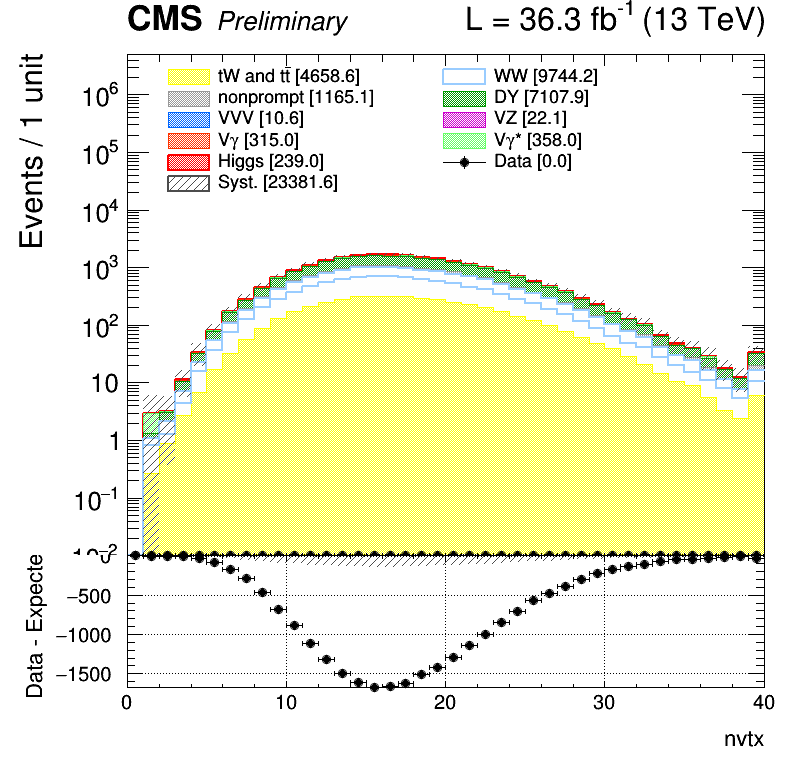 CMS Preliminary L = 36.3 fb⁻¹ (13 TeV)
Events / 1 unit
tW and tt̄ [4658.6]
nonprompt [1165.1]
VVV [10.6]
Vγ [315.0]
Higgs [239.0]
Syst. [23381.6]
WW [9744.2]
DY [7107.9]
VZ [22.1]
Vγ* [358.0]
Data [0.0]
10⁶
10⁵
10⁴
10³
10²
10
1
10⁻¹
Data - Expecte
−500
−1000
−1500
0 10 20 30 40
nvtx